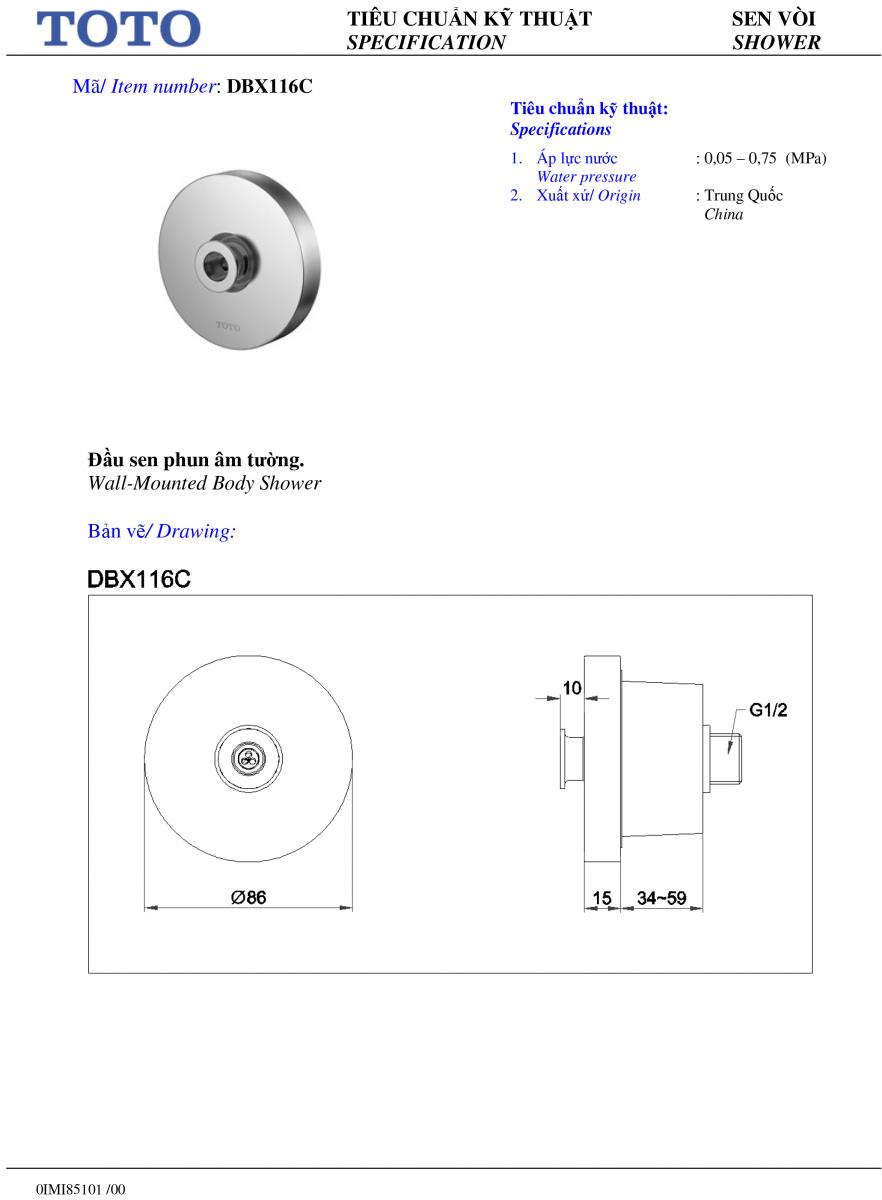 TOTO
TIÊU CHUẨN KỸ THUẬT
SPECIFICATION
SEN VÒI
SHOWER
Mã/ Item number: DBX116C
Tiêu chuẩn kỹ thuật:
Specifications
1. Áp lực nước : 0,05 – 0,75 (MPa)
Water pressure
2. Xuất xứ/ Origin : Trung Quốc
China
TOTO
Đầu sen phun âm tường.
Wall-Mounted Body Shower
Bản vẽ/ Drawing:
DBX116C
10
G1/2
Ø86
15
34~59
0IMI85101 /00